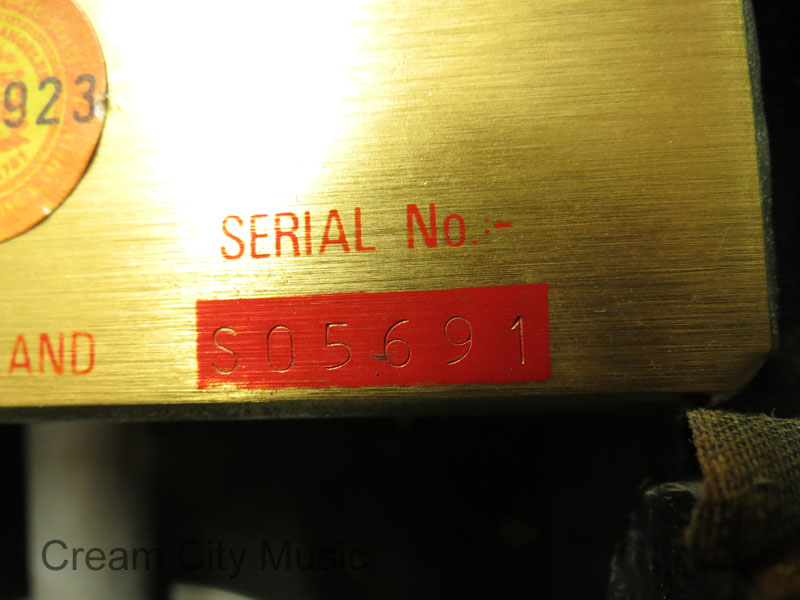 923
SERIAL No.:-
AND
S05691
Cream City Music